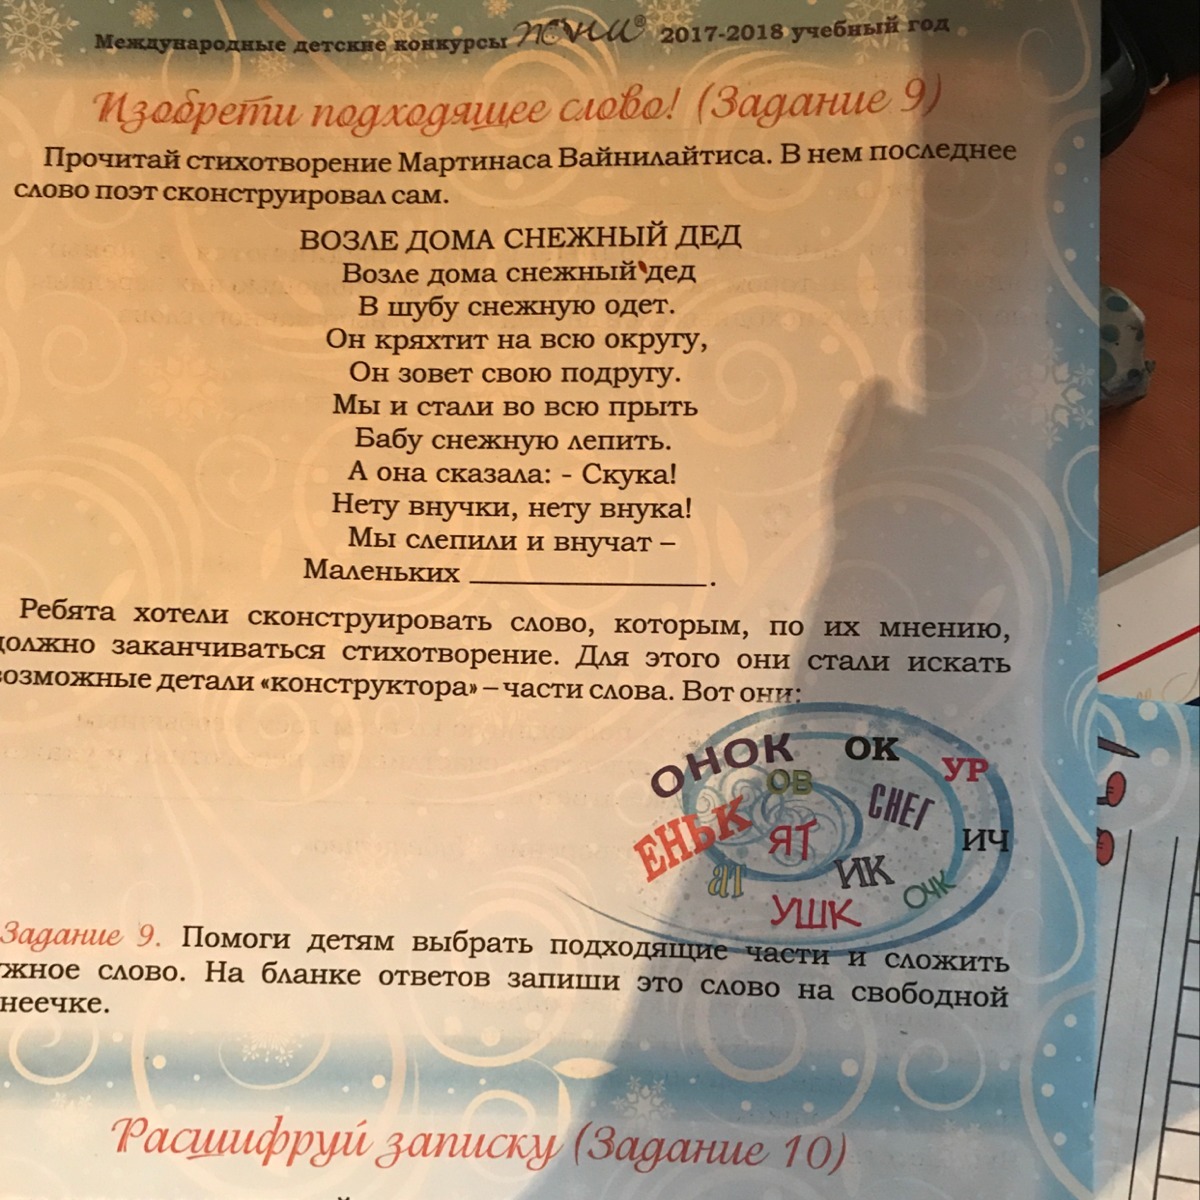 Международные детские конкурсы 2017-2018 учебный год
Изобрети подходящее слово! (Задание 9)
Прочитай стихотворение Мартинаса Вайнилайтиса. В нем последнее
слово поэт сконструировал сам.
ВОЗЛЕ ДОМА СНЕЖНЫЙ ДЕД
Возле дома снежный дед
В шубу снежную одет.
Он кряхтит на всю округу,
Он зовет свою подругу.
Мы и стали во всю прыть
Бабу снежную лепить.
А она сказала: - Скука!
Нету внучки, нету внука!
Мы слепили и внучат –
Маленьких _______________.
Ребята хотели сконструировать слово, которым, по их мнению,
должно заканчиваться стихотворение. Для этого они стали искать
возможные детали «конструктора» – части слова. Вот они:
ОНОК ОК УР
ОВ СНЕГ
ЕНЬК ЯТ ИЧ
АТ ИК ОЧК
УШК
Задание 9. Помоги детям выбрать подходящие части и сложить
жное слово. На бланке ответов запиши это слово на свободной
неечке.
Расшифруй записку (Задание 10)